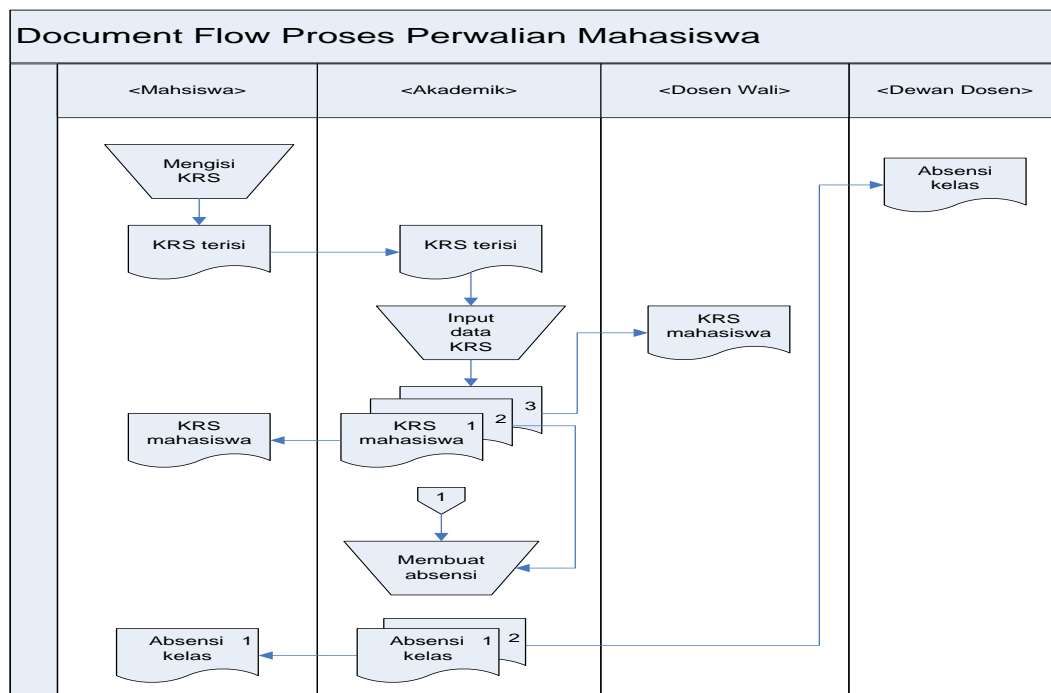 Document Flow Proses Perwalian Mahasiswa
<Mahsiswa>
<Akademik>
<Dosen Wali>
<Dewan Dosen>
Mengisi
KRS
Absensi
kelas
KRS terisi
KRS terisi
Input
data
KRS
KRS
mahasiswa
3
2
KRS 1
mahasiswa
KRS
mahasiswa
1
Membuat
absensi
2
Absensi 1
kelas
Absensi 1
kelas